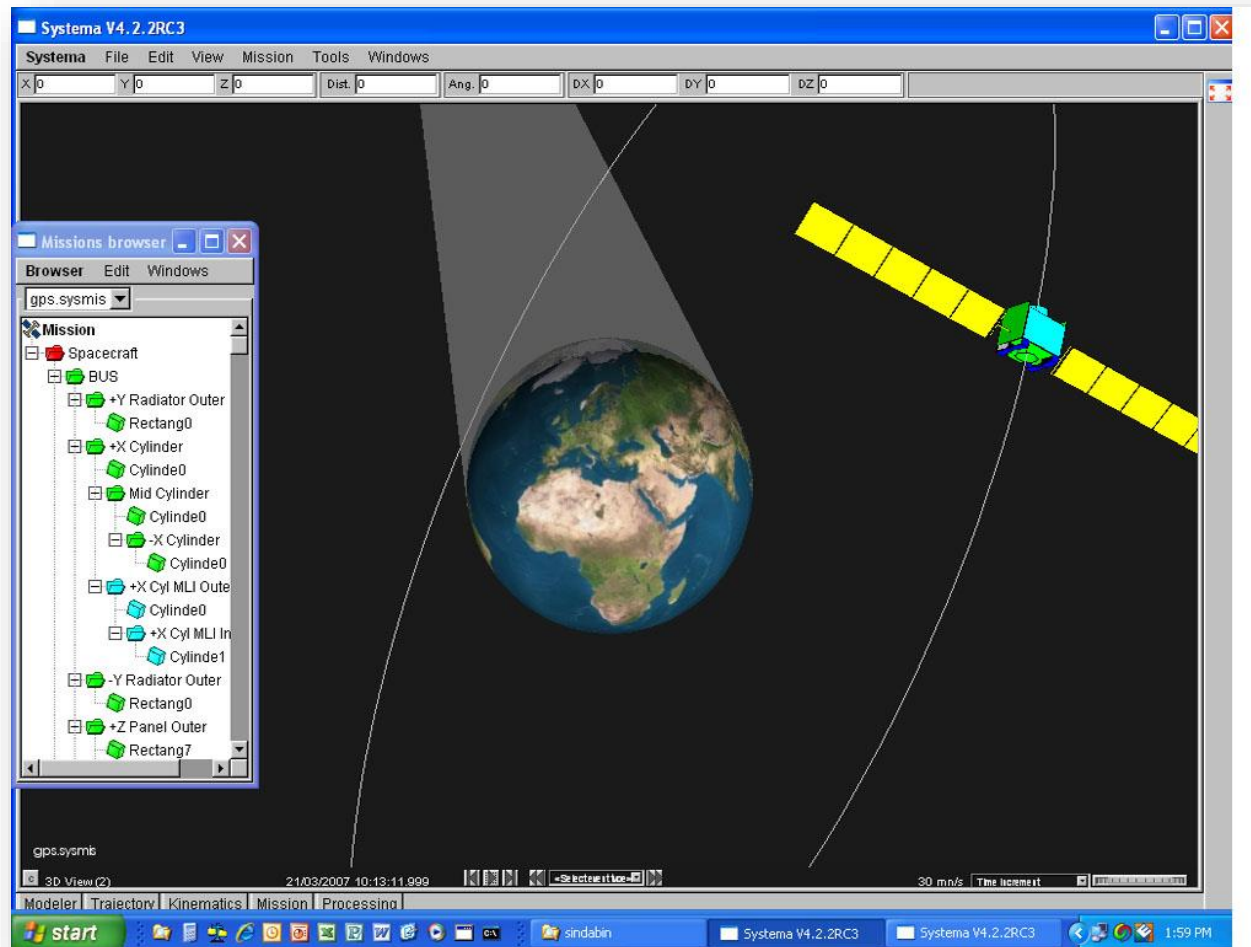 Systema V4.2.2RC3
Systema File Edit View Mission Tools Windows
X 0 Y 0 Z 0 Dist. 0 Ang. 0 DX 0 DY 0 DZ 0
Missions browser
Browser Edit Windows
gps.sysmis
Mission
Spacecraft
BUS
+Y Radiator Outer
Rectang0
+X Cylinder
Cylinde0
Mid Cylinder
Cylinde0
-X Cylinder
Cylinde0
+X Cyl MLI Oute
Cylinde0
+X Cyl MLI In
Cylinde1
-Y Radiator Outer
Rectang0
+Z Panel Outer
Rectang7
gps.sysmis
c 3D View (2) 21/03/2007 10:13:11.999 30 mn/s Time Increment
Modeler Trajectory Kinematics Mission Processing
start sindabin Systema V4.2.2RC3 Systema V4.2.2RC3 1:59 PM